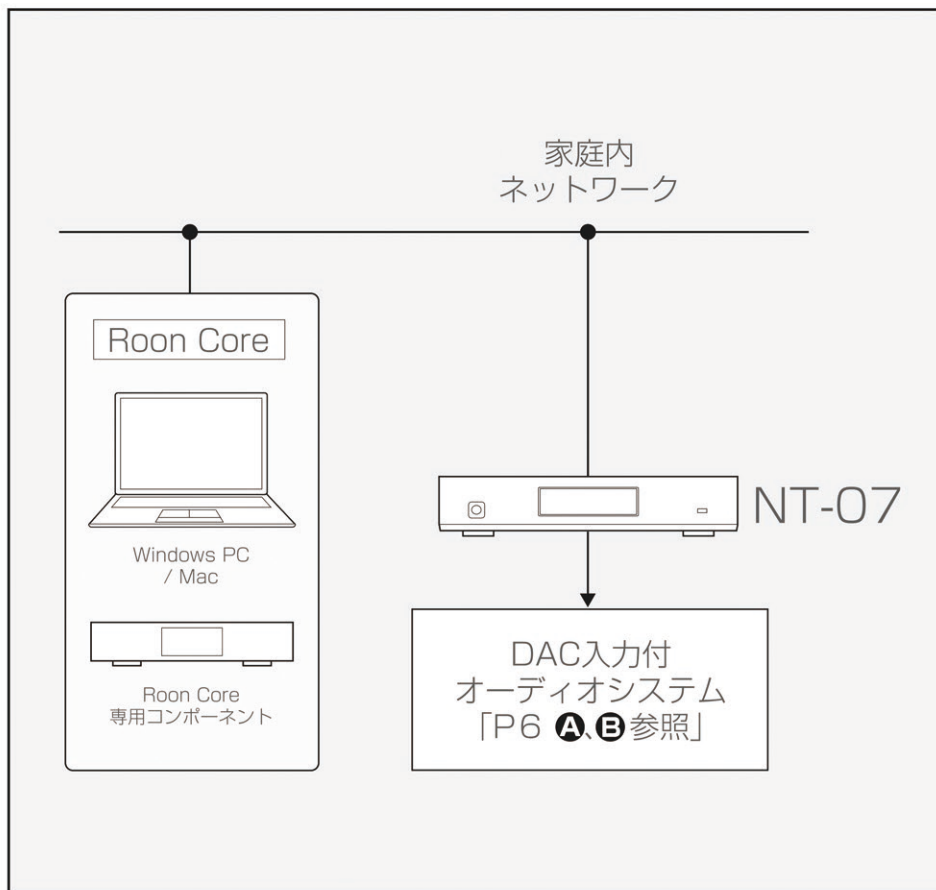 家庭内
ネットワーク
Roon Core
Windows PC
/ Mac
Roon Core
専用コンポーネント
NT-07
DAC入力付
オーディオシステム
「P6 A、B参照」